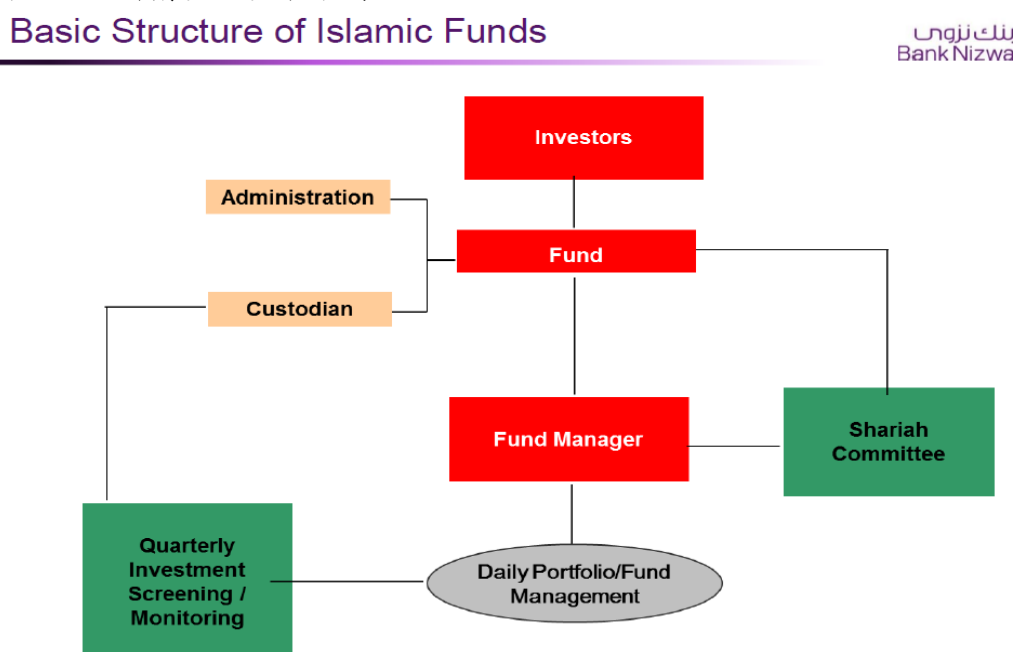 Basic Structure of Islamic Funds
بنك نزوى
Bank Nizwa
Investors
Administration
Fund
Custodian
Fund Manager
Shariah
Committee
Quarterly
Investment
Screening /
Monitoring
Daily Portfolio/Fund
Management